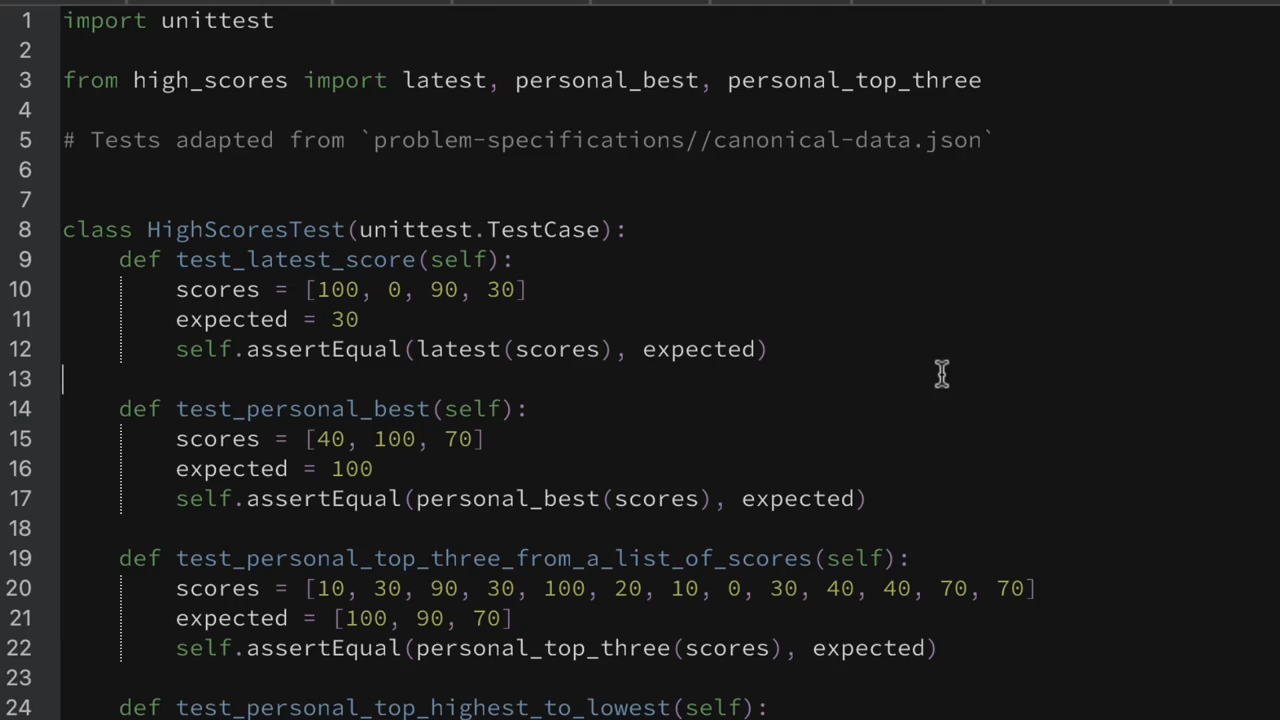 1 import unittest
2
3 from high_scores import latest, personal_best, personal_top_three
4
5 # Tests adapted from `problem-specifications//canonical-data.json`
6
7
8 class HighScoresTest(unittest.TestCase):
9     def test_latest_score(self):
10         scores = [100, 0, 90, 30]
11         expected = 30
12         self.assertEqual(latest(scores), expected)
13
14     def test_personal_best(self):
15         scores = [40, 100, 70]
16         expected = 100
17         self.assertEqual(personal_best(scores), expected)
18
19     def test_personal_top_three_from_a_list_of_scores(self):
20         scores = [10, 30, 90, 30, 100, 20, 10, 0, 30, 40, 40, 70, 70]
21         expected = [100, 90, 70]
22         self.assertEqual(personal_top_three(scores), expected)
23
24     def test_personal_top_highest_to_lowest(self):